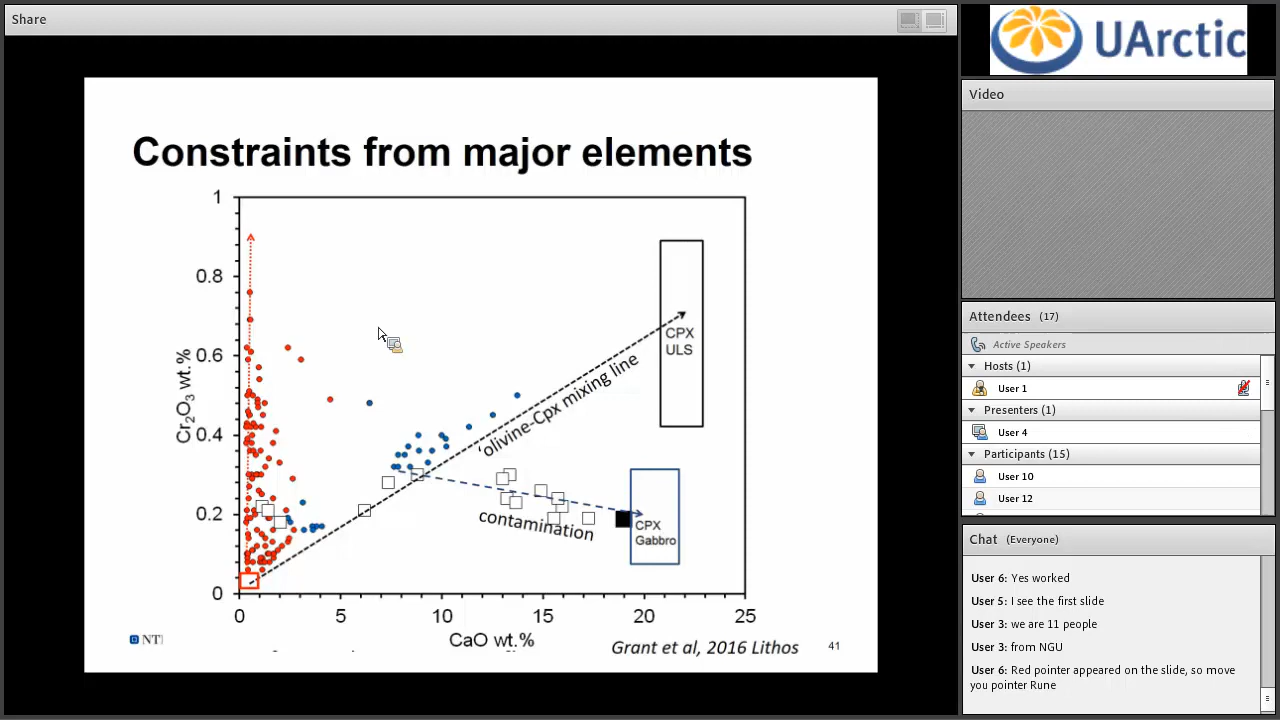 Share
UArctic
Video
Constraints from major elements
1
0.8
0.6
0.4
0.2
0
Cr2O3 wt.%
CPX
ULS
'olivine-Cpx mixing line
contamination
CPX
Gabbro
0 5 10 15 20 25
CaO wt.%
Grant et al, 2016 Lithos
41
Attendees (17)
Active Speakers
Hosts (1)
User 1
Presenters (1)
User 4
Participants (15)
User 10
User 12
Chat (Everyone)
User 6: Yes worked
User 5: I see the first slide
User 3: we are 11 people
User 3: from NGU
User 6: Red pointer appeared on the slide, so move
you pointer Rune